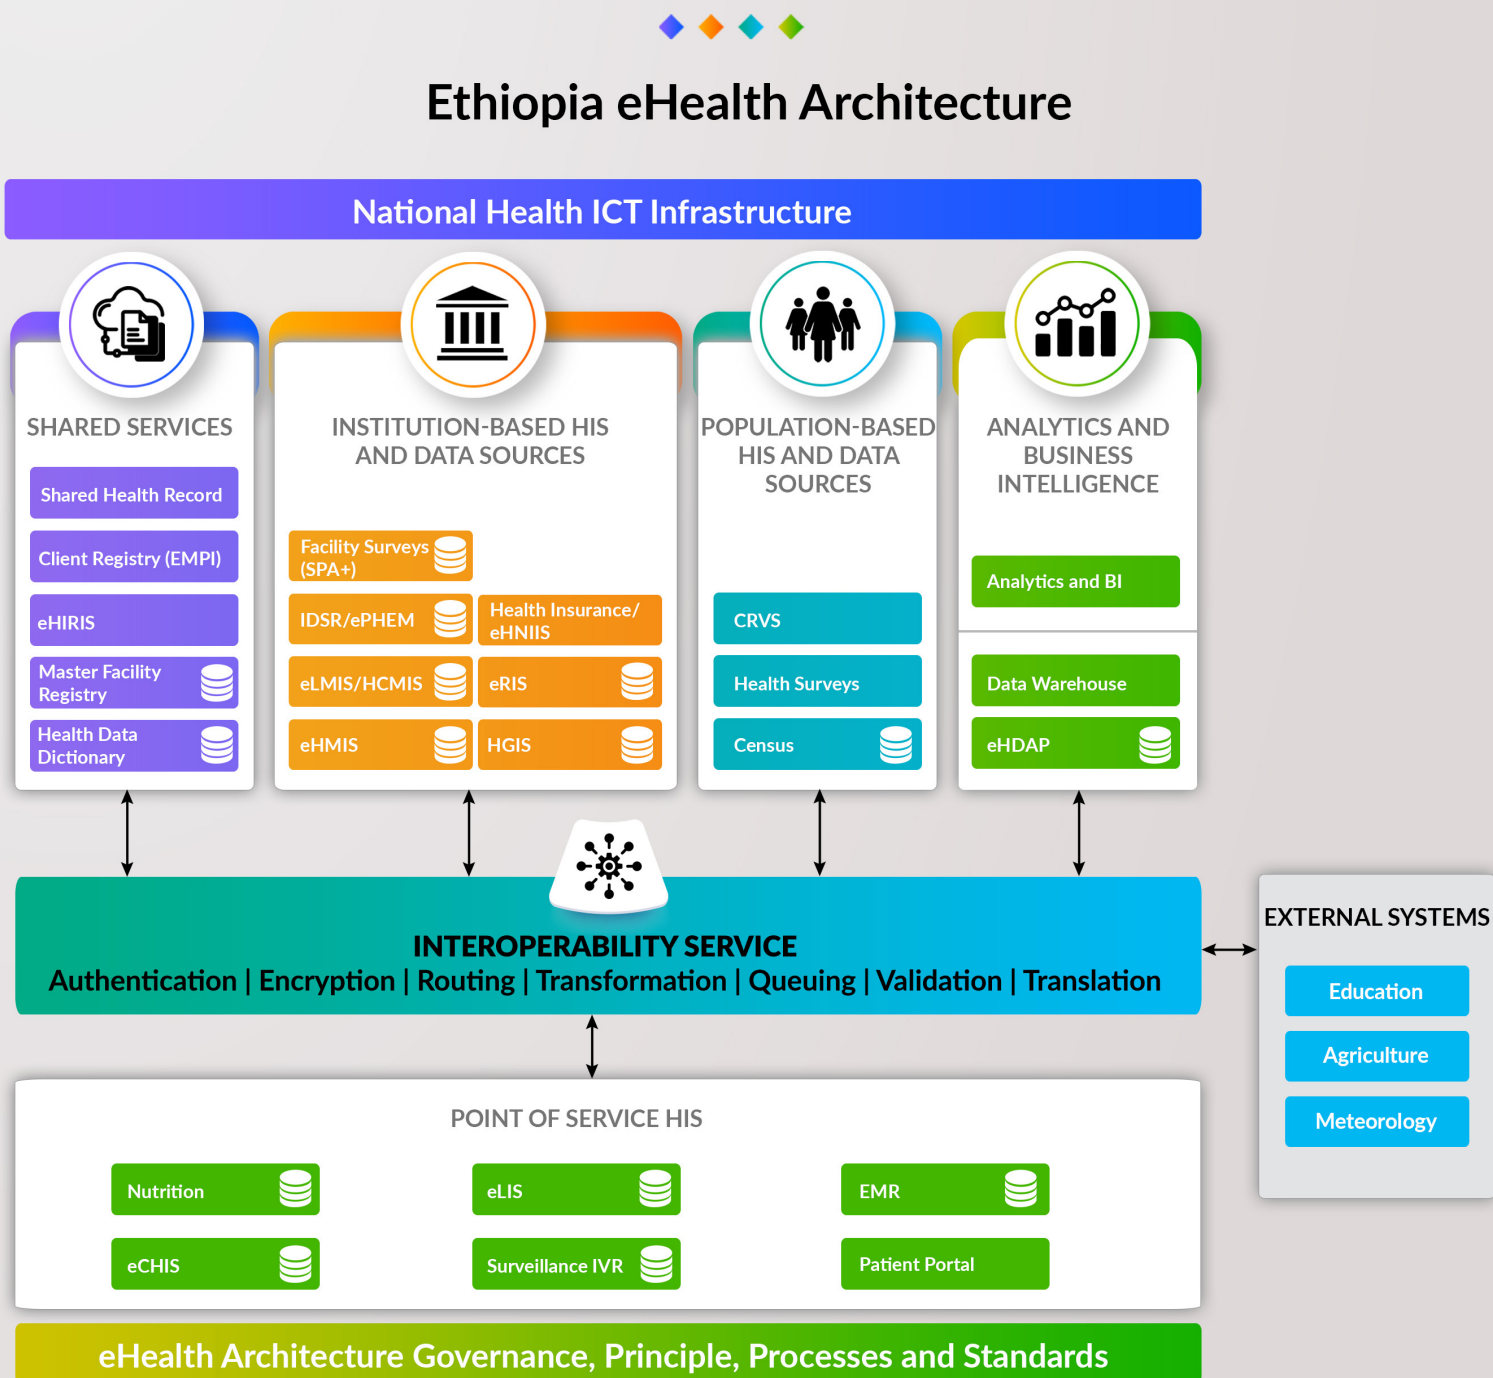 Ethiopia eHealth Architecture
National Health ICT Infrastructure
SHARED SERVICES
Shared Health Record
Client Registry (EMPI)
eHIRIS
Master Facility
Registry
Health Data
Dictionary
INSTITUTION-BASED HIS
AND DATA SOURCES
Facility Surveys
(SPA+)
IDSR/ePHEM
Health Insurance/
eHNIIS
eLMIS/HCMIS
eRIS
eHMIS
HGIS
POPULATION-BASED
HIS AND DATA
SOURCES
CRVS
Health Surveys
Census
ANALYTICS AND
BUSINESS
INTELLIGENCE
Analytics and BI
Data Warehouse
eHDAP
INTEROPERABILITY SERVICE
Authentication | Encryption | Routing | Transformation | Queuing | Validation | Translation
EXTERNAL SYSTEMS
Education
Agriculture
Meteorology
POINT OF SERVICE HIS
Nutrition
eLIS
EMR
eCHIS
Surveillance IVR
Patient Portal
eHealth Architecture Governance, Principle, Processes and Standards